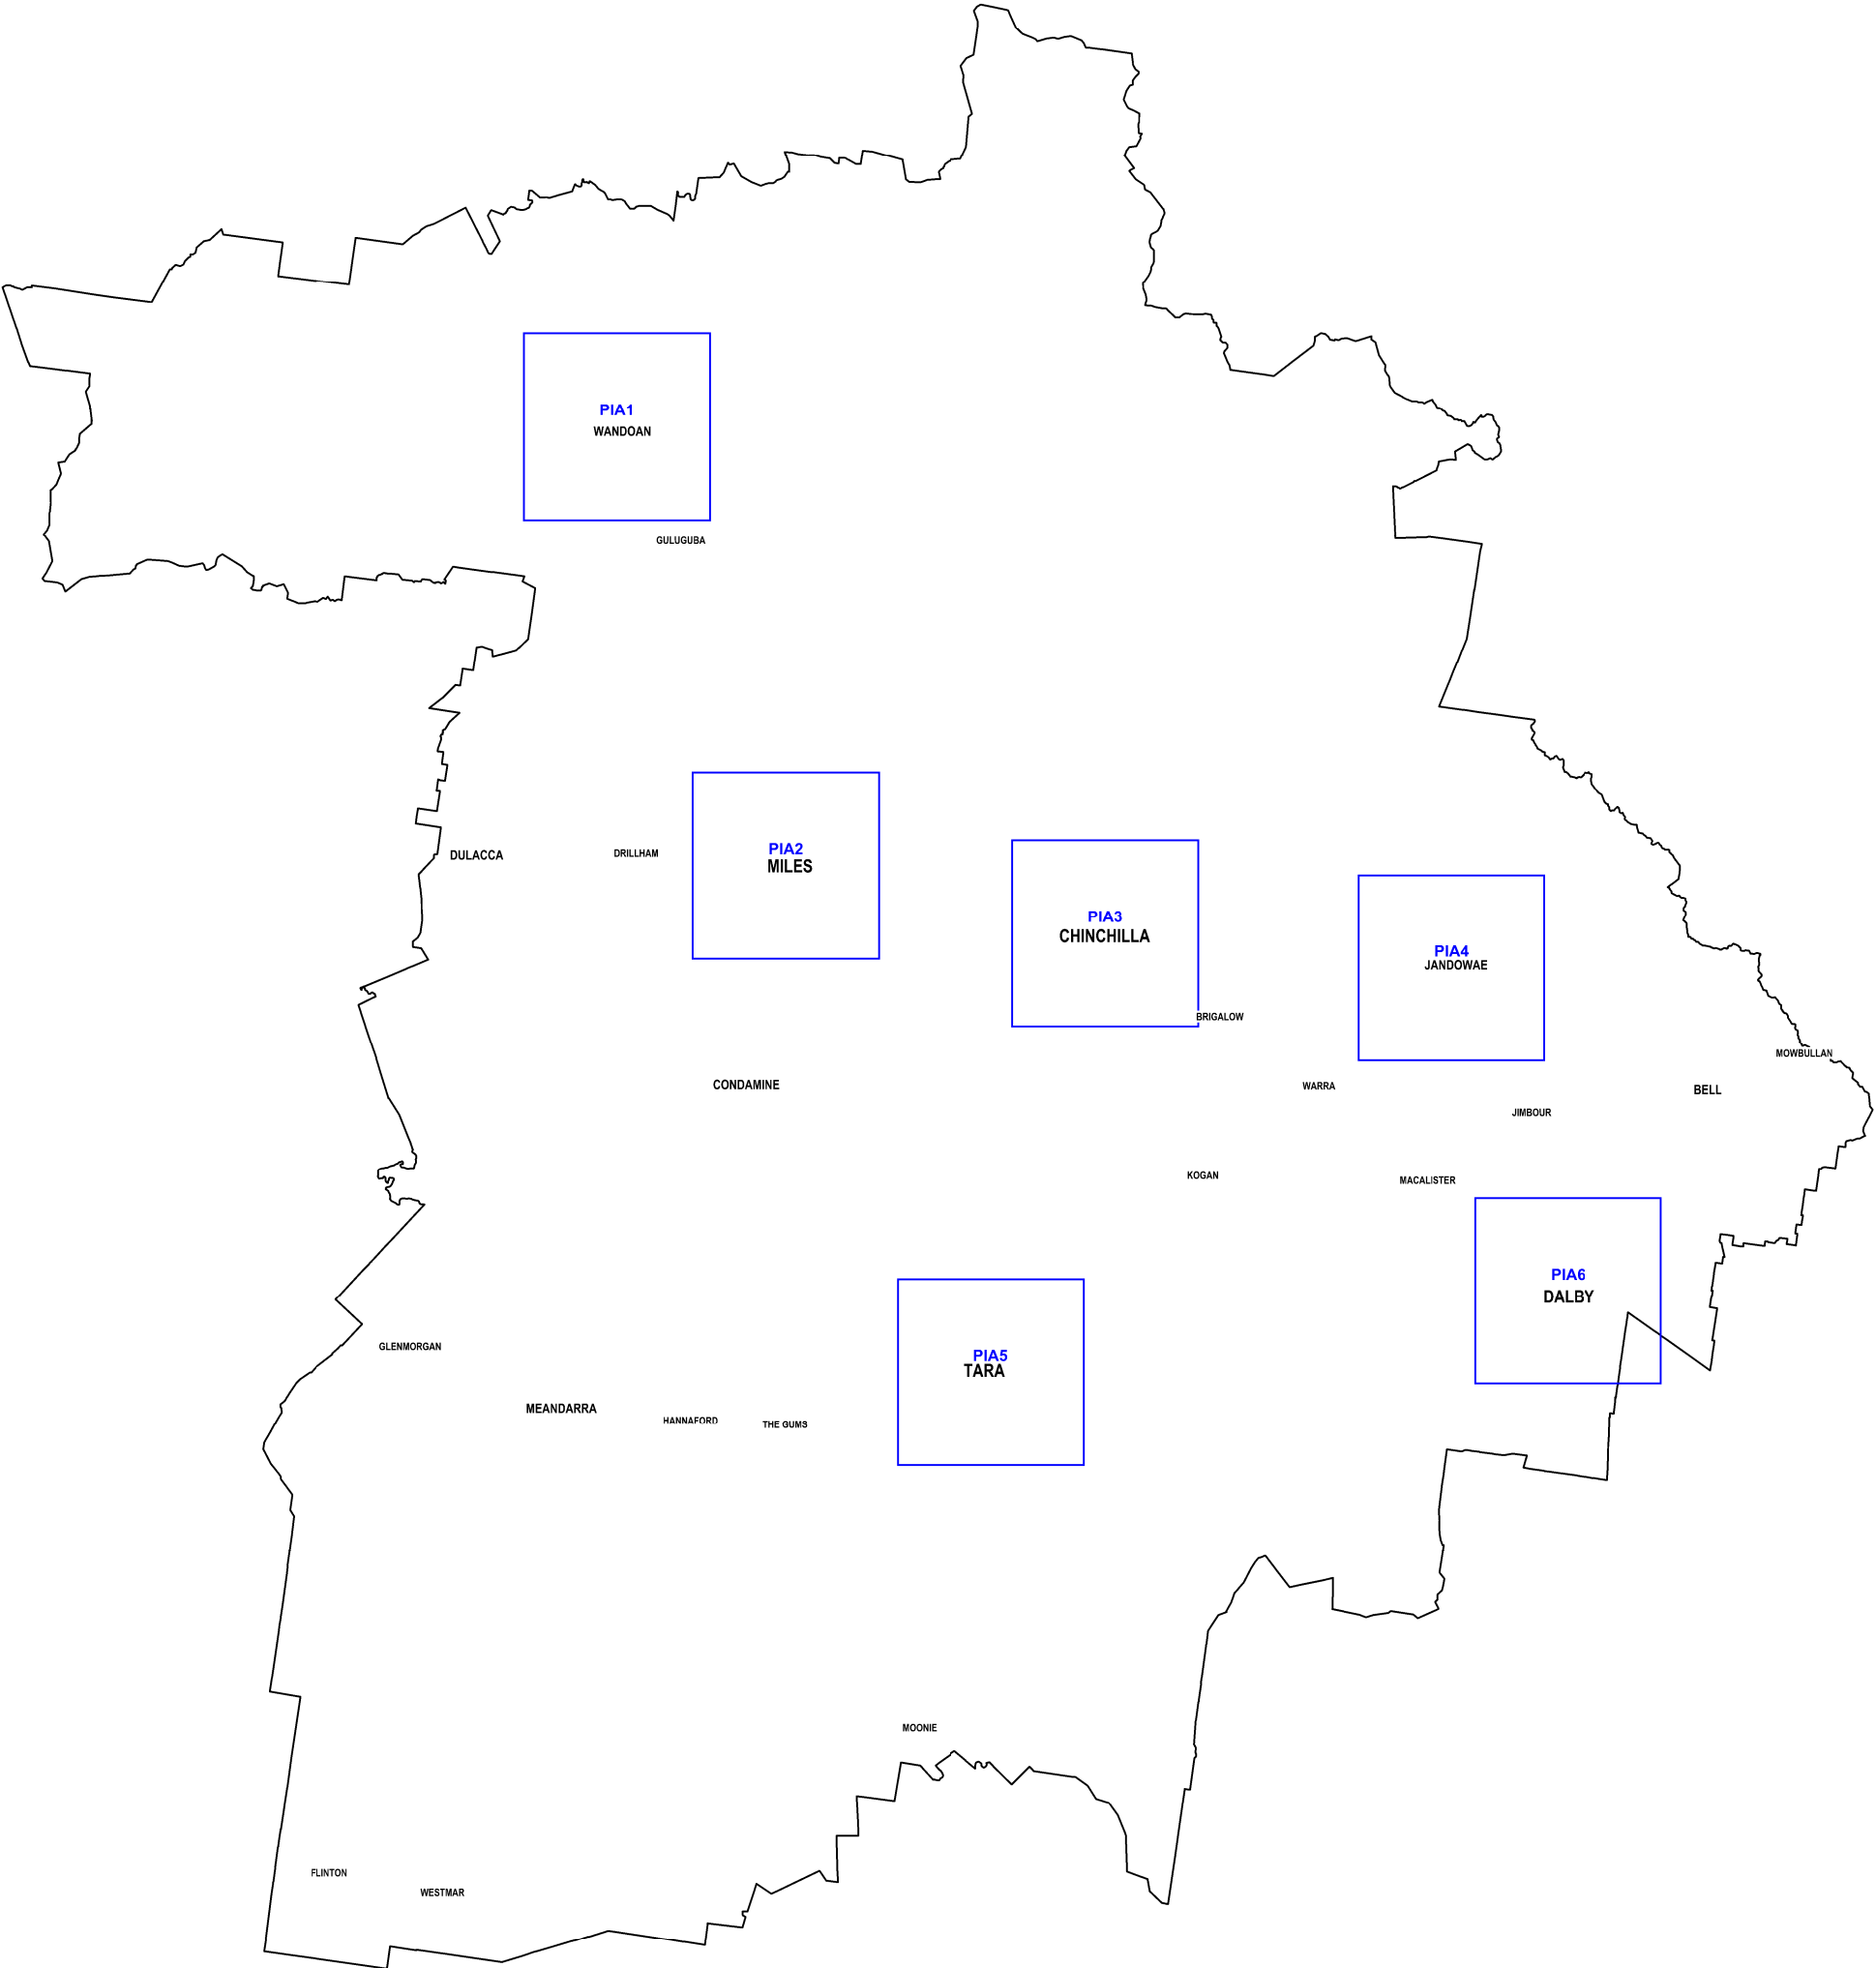 PIA1
WANDOAN
GULUGUBA
DULACCA
DRILLHAM
PIA2
MILES
PIA3
CHINCHILLA
PIA4
JANDOWAE
BRIGALOW
MOWBULLAN
CONDAMINE
WARRA
BELL
JIMBOUR
KOGAN
MACALISTER
PIA6
DALBY
GLENMORGAN
PIA5
TARA
MEANDARRA
HANNAFORD
THE GUMS
MOONIE
FLINTON
WESTMAR